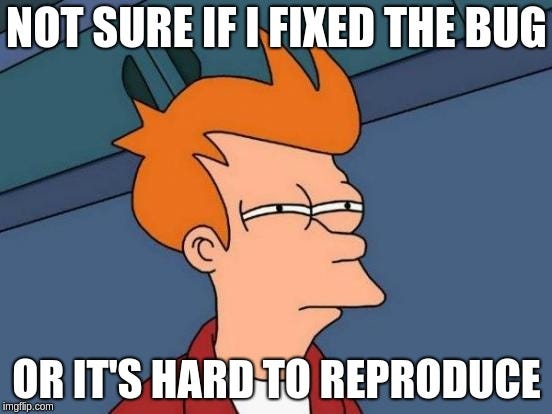 NOT SURE IF I FIXED THE BUG
OR IT'S HARD TO REPRODUCE
imgflip.com